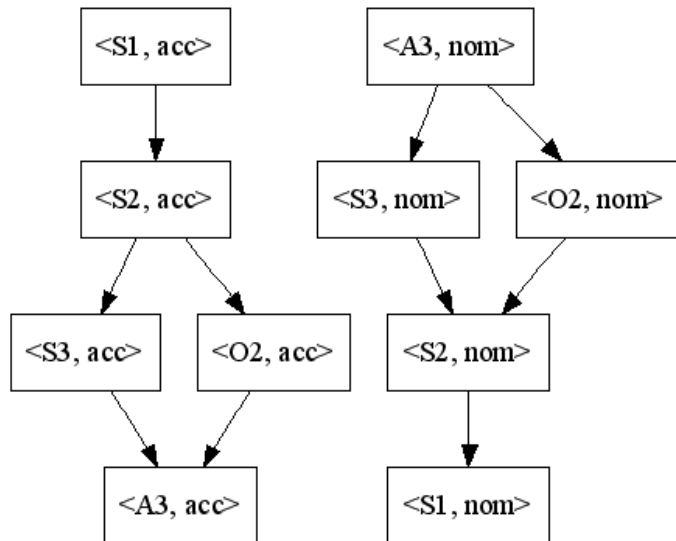 <S1, acc>
<A3, nom>
<S2, acc>
<S3, nom>
<O2, nom>
<S3, acc>
<O2, acc>
<S2, nom>
<A3, acc>
<S1, nom>